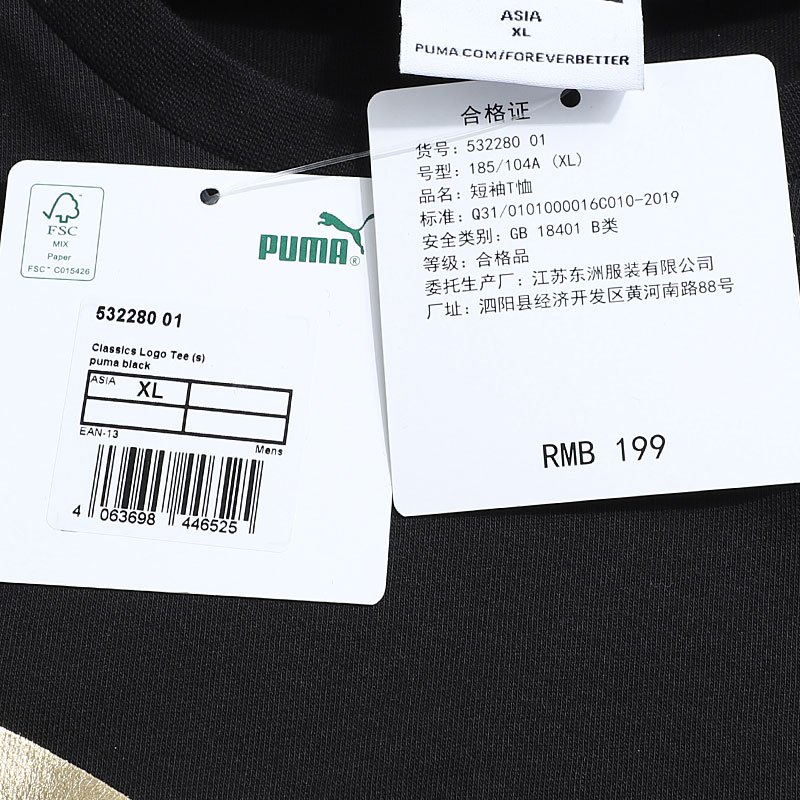 ASIA
XL
PUMA.COM/FOREVERBETTER
合格证
货号: 532280 01
号型: 185/104A (XL)
品名: 短袖T恤
标准: Q31/0101000016C010-2019
安全类别: GB 18401 B类
等级: 合格品
委托生产厂: 江苏东洲服装有限公司
厂址: 泗阳县经济开发区黄河南路88号
RMB 199
FSC
MIX
Paper
FSC™ C015426
PUMA®
532280 01
Classics Logo Tee (s)
puma black
ASIA XL
EAN-13
Mens
4 063698 446525